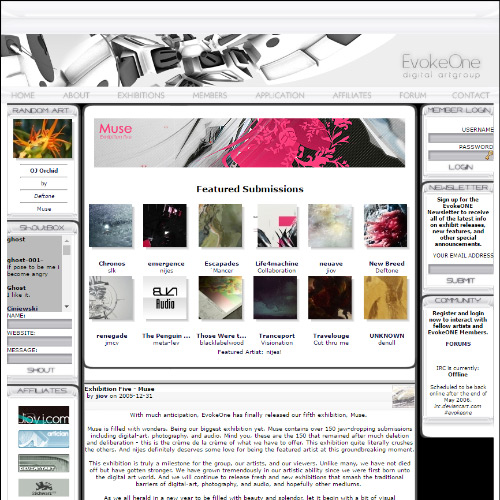 EvokeOne
digital artgroup
HOME ABOUT EXHIBITIONS MEMBERS APPLICATION AFFILIATES FORUM CONTACT
RANDOM ART
OJ Orchid
by
Deftone
Muse
SHOUTBOX
ghost
ghost-001-
if pose to be me i
become angry
Ghost
I like it.
Ciniewski
NAME:
WEBSITE:
MESSAGE:
SHOUT
AFFILIATES
Jiov.com
artician
DEVIANTART
Muse
Exhibition Five
Featured Submissions
Chronos emergence Escapades Life4machine neuave New Breed
slk nijes Mancer Collaboration jiov Deftone
Audio
renegade The Penguin ... Those Were t... Tranceport Travelouge UNKNOWN
jmcv meta-lev blacklabelvood Visionation Cut thru me denull
Featured Artist: nijes!
Exhibition Five - Muse
by jiov on 2005-12-31
With much anticipation, EvokeOne has finally released our fifth exhibition, Muse.
Muse is filled with wonders. Being our biggest exhibition yet, Muse contains over 150 jaw-dropping submissions
including digital-art, photography, and audio. Mind you, these are the 150 that remained after much deletion
and deliberation - this is the crème de la crème of what we have to offer. This exhibition quite literally crushes
the others. And nijes definitely deserves some love for being the featured artist at this groundbreaking moment.
This exhibition is truly a milestone for the group, our artists, and our viewers. Unlike many, we have not died
off but have gotten stronger. We have grown tremendously in our artistic ability since we were first born unto
the digital art world. And we will continue to release fresh and new exhibitions that smash the traditional
barriers of digital-art, photography, and audio, and hopefully other mediums.
As we all herald in a new year to be filled with beauty and splendor, let it begin with a bit of visual
MEMBER LOGIN
USERNAME
PASSWORD
LOGIN
NEWSLETTER
Sign up for the
EvokeONE
Newsletter to receive
all of the latest info
on exhibit releases,
new features, and
other special
announcements.
YOUR EMAIL ADDRESS
SUBMIT
COMMUNITY
Register and login
now to interact with
fellow artists and
EvokeONE Members.
FORUMS
IRC is currently:
Offline
Scheduled to be back
online after the end of
May 2006.
irc.deviantart.com
#evokeone